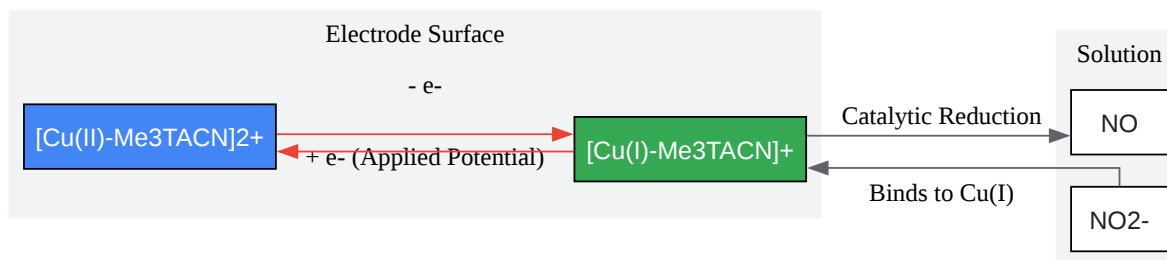 Electrode Surface
Solution
- e-
Catalytic Reduction
NO
[Cu(II)-Me3TACN]2+
+ e- (Applied Potential)
[Cu(I)-Me3TACN]+
Binds to Cu(I)
NO2-